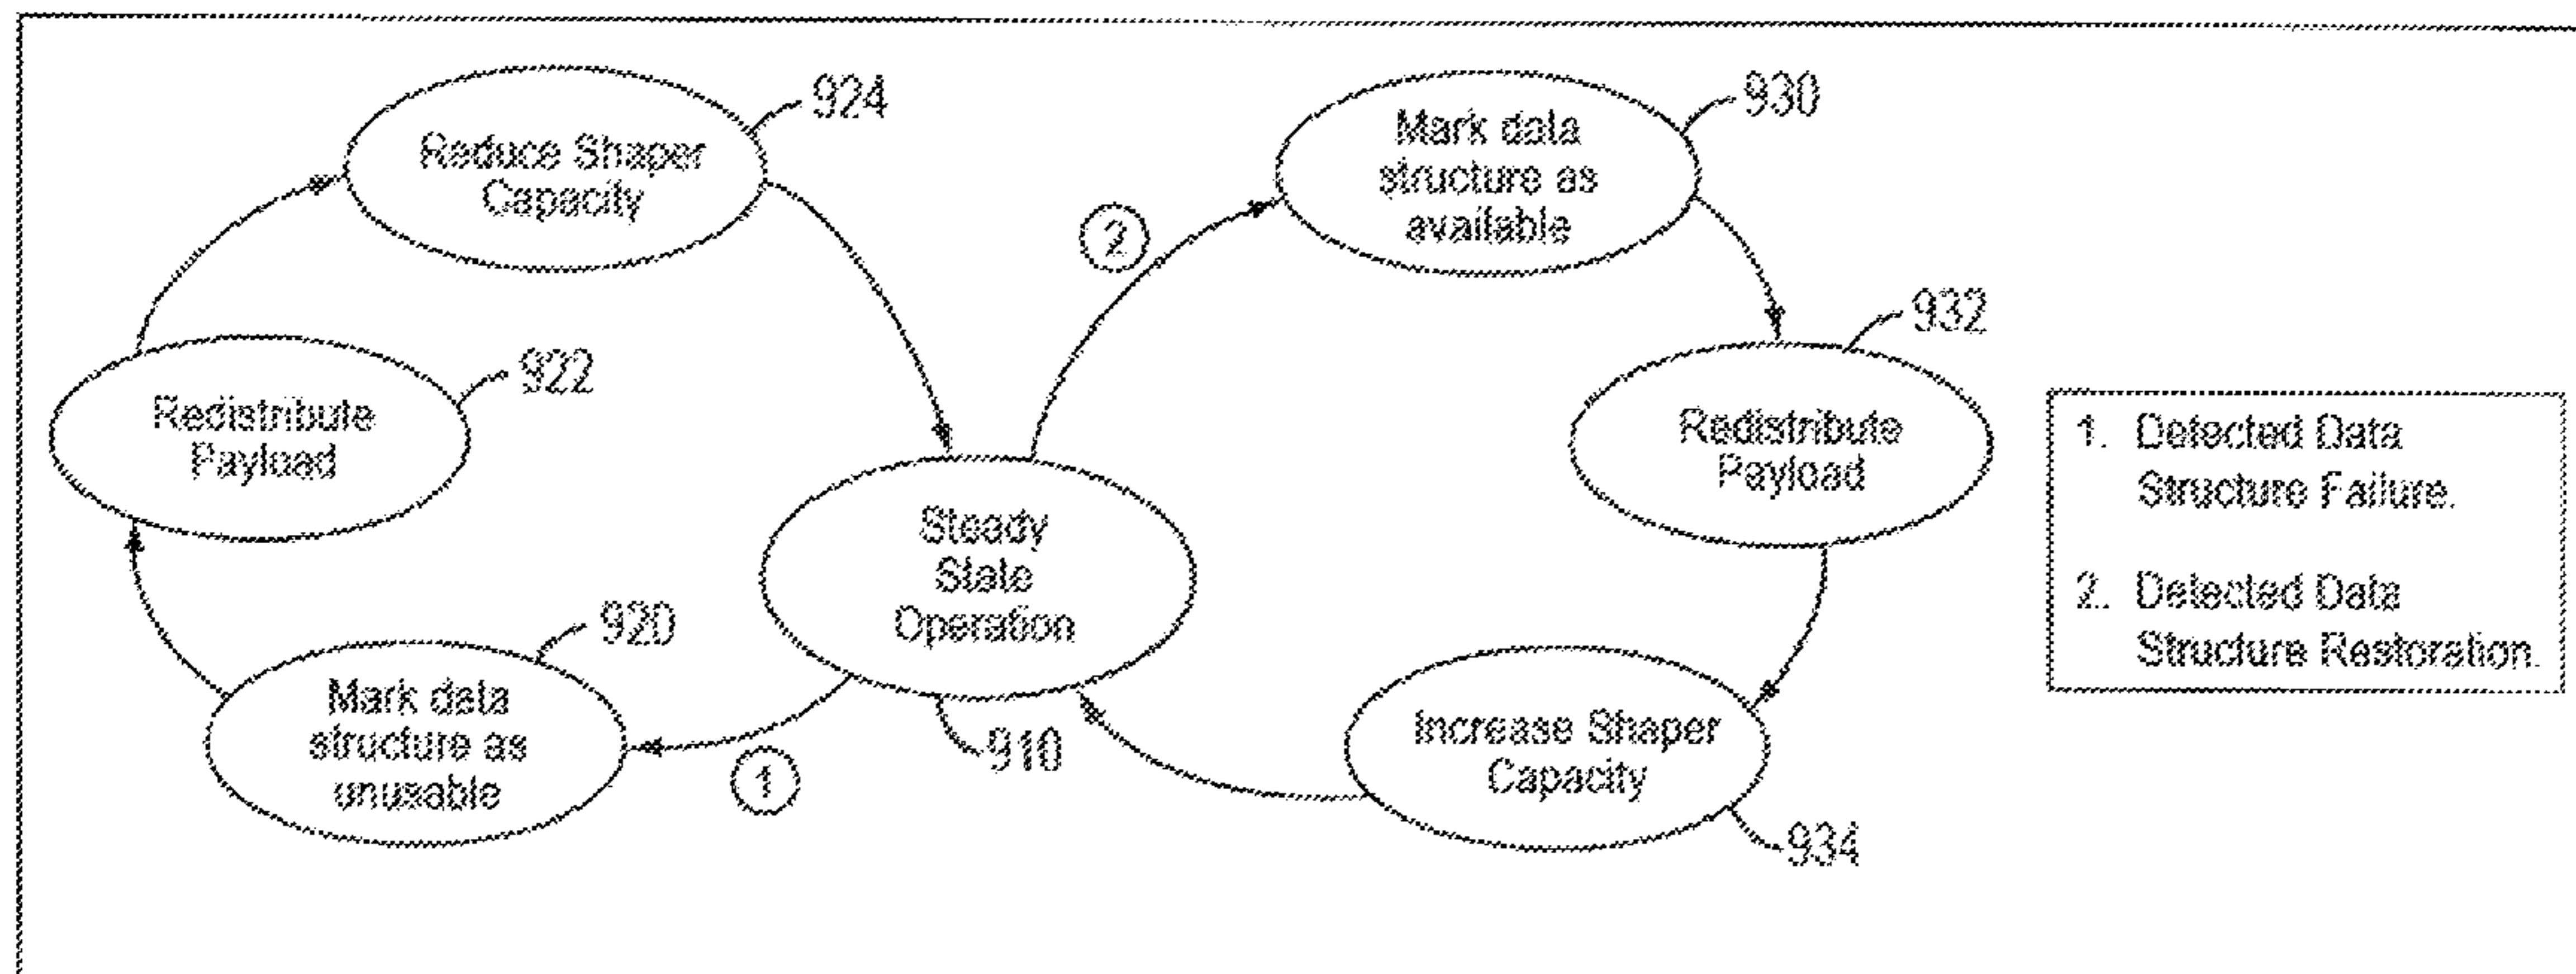 924
Reduce Shaper
Capacity
930
Mark data
structure as
available
2
922
Redistribute
Payload
932
Redistribute
Payload
1. Detected Data
Structure Failure.
2. Detected Data
Structure Restoration.
Steady
State
Operation
910
920
Mark data
structure as
unusable
1
Increase Shaper
Capacity
934